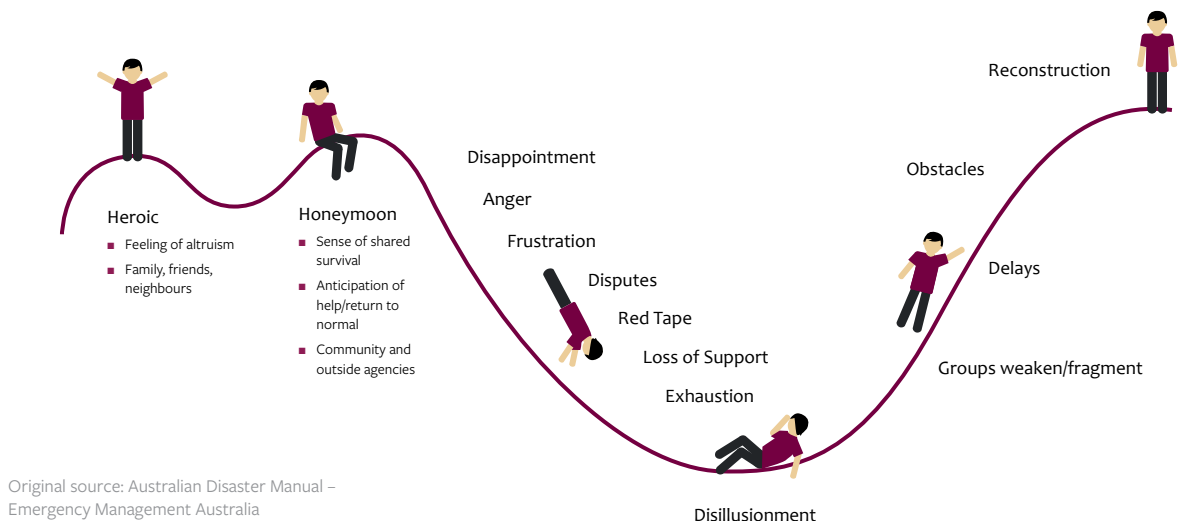 Heroic
Feeling of altruism
Family, friends,
neighbours
Honeymoon
Sense of shared
survival
Anticipation of
help/return to
normal
Community and
outside agencies
Disappointment
Anger
Frustration
Disputes
Red Tape
Loss of Support
Exhaustion
Disillusionment
Groups weaken/fragment
Delays
Obstacles
Reconstruction
Original source: Australian Disaster Manual –
Emergency Management Australia